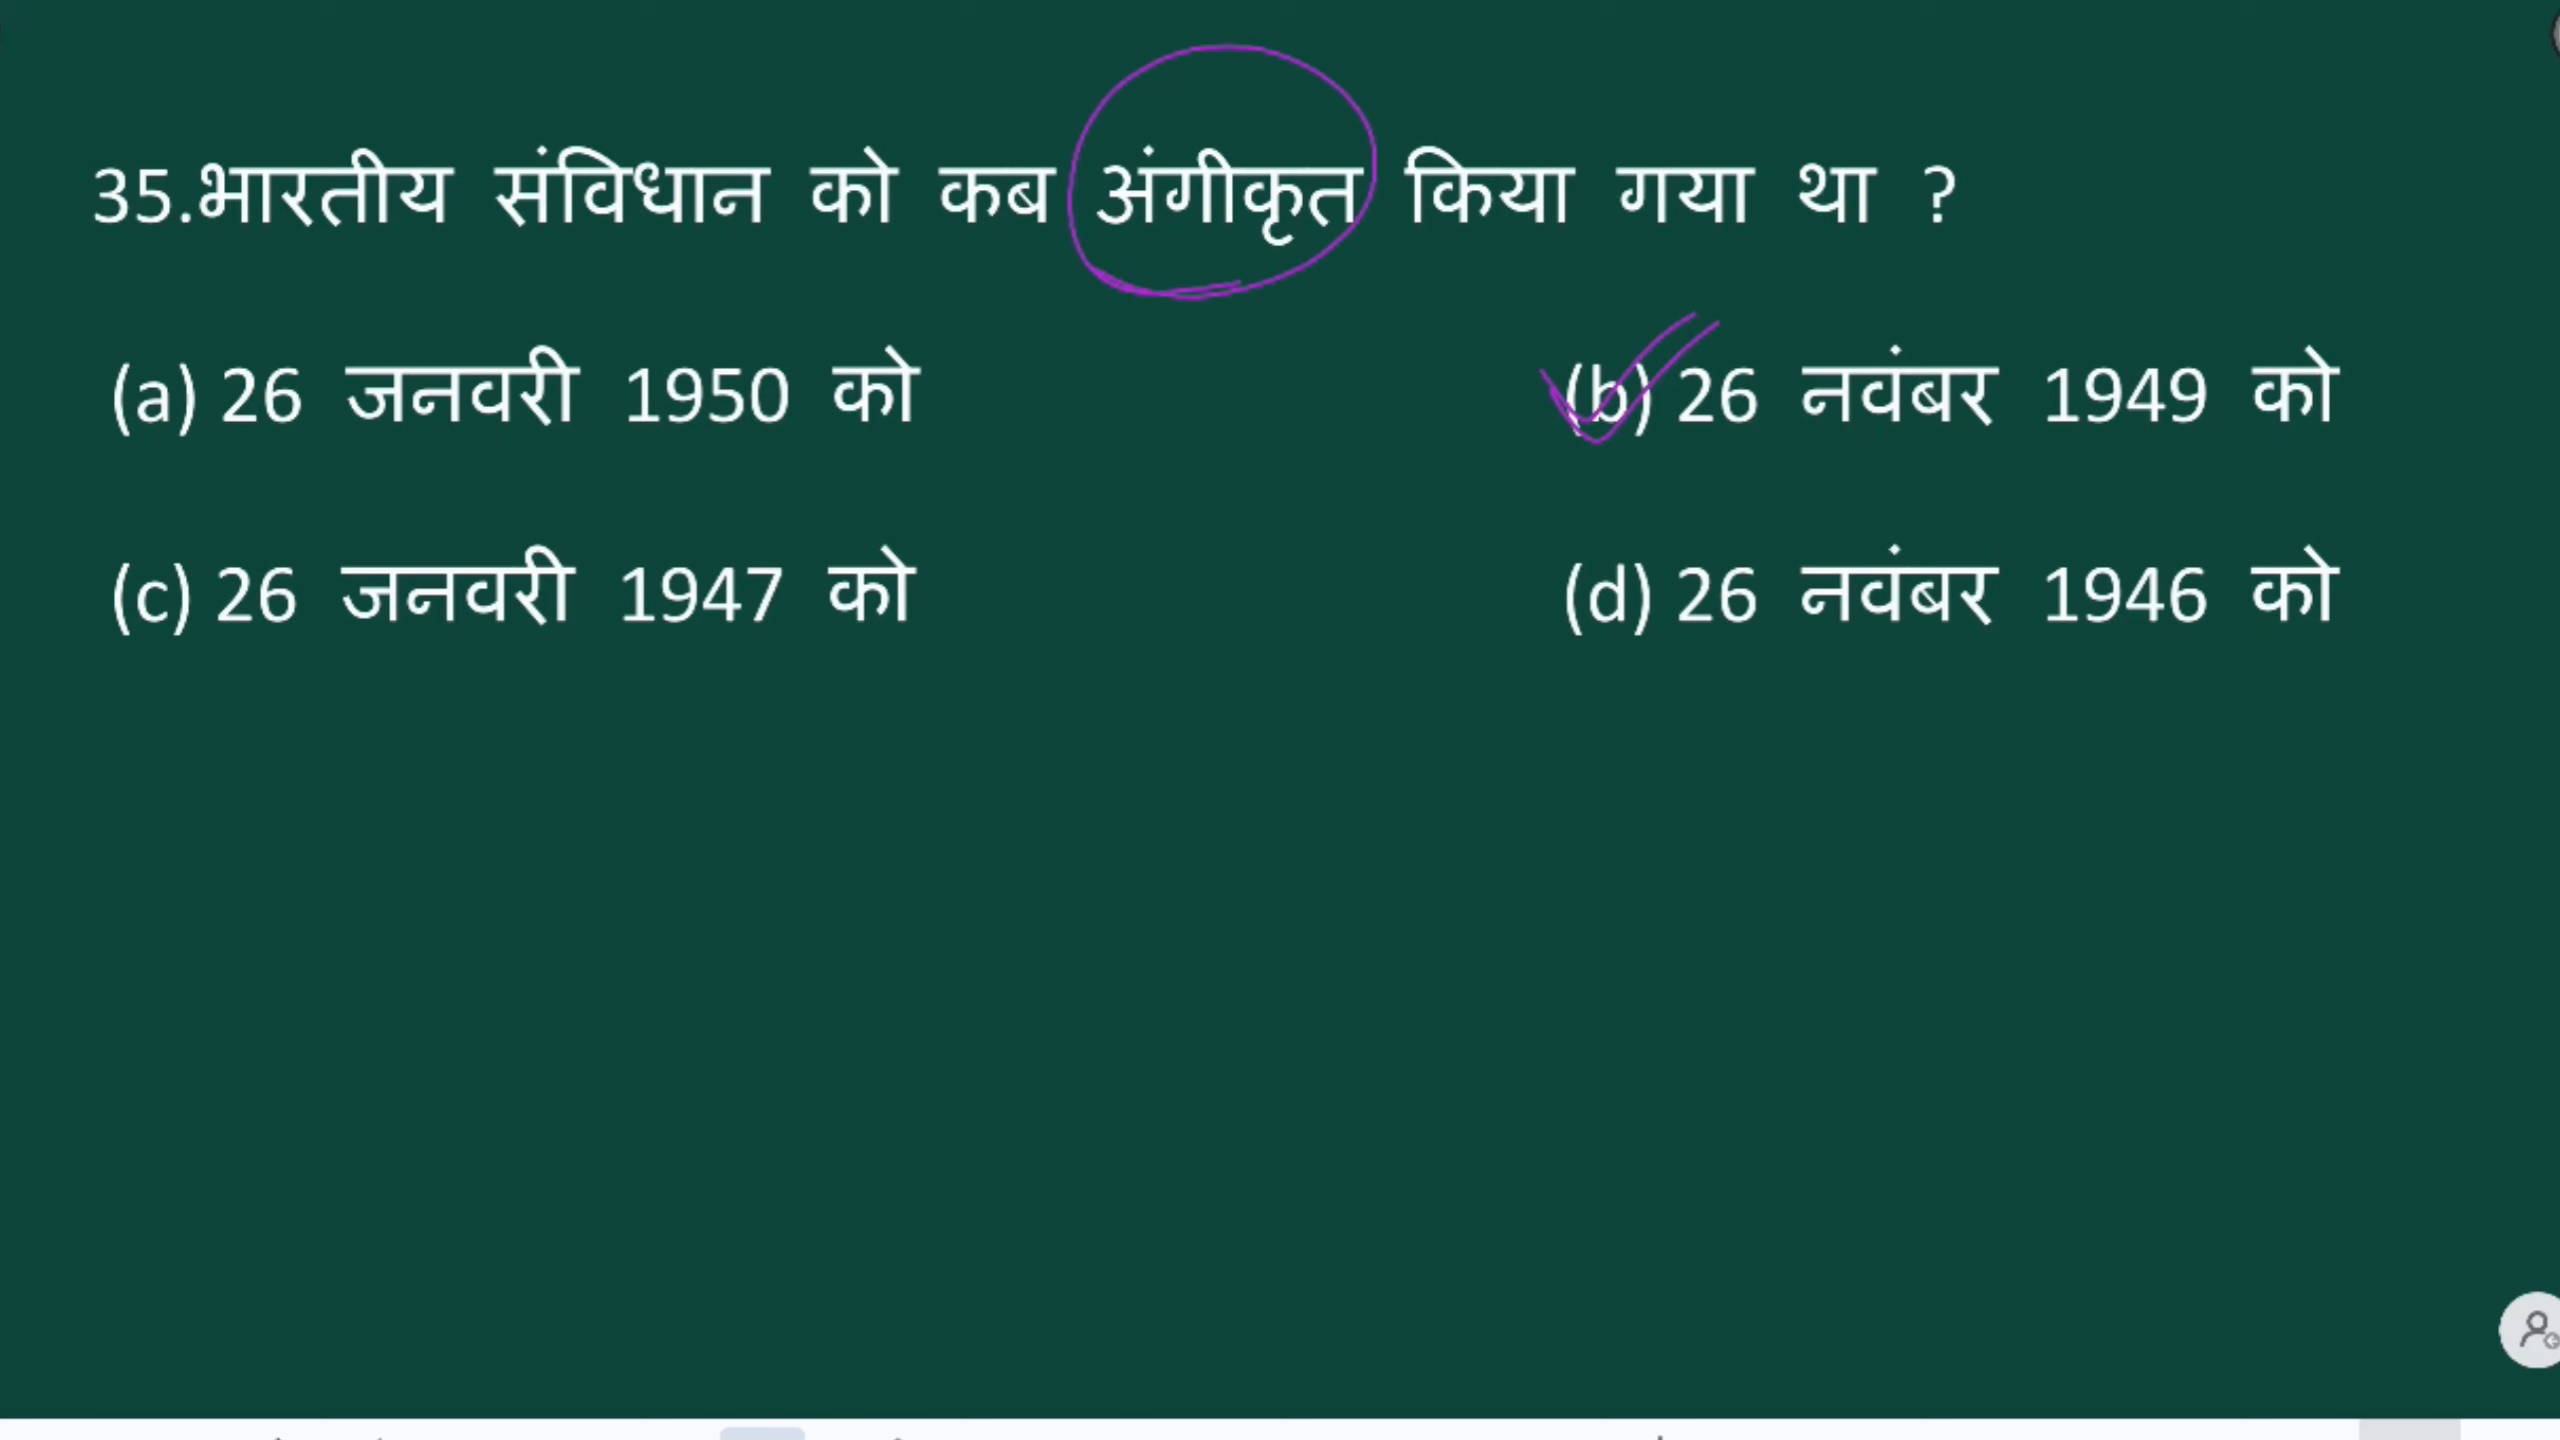 35.भारतीय संविधान को कब अंगीकृत किया गया था ?
(a) 26 जनवरी 1950 को (b) 26 नवंबर 1949 को
(c) 26 जनवरी 1947 को (d) 26 नवंबर 1946 को